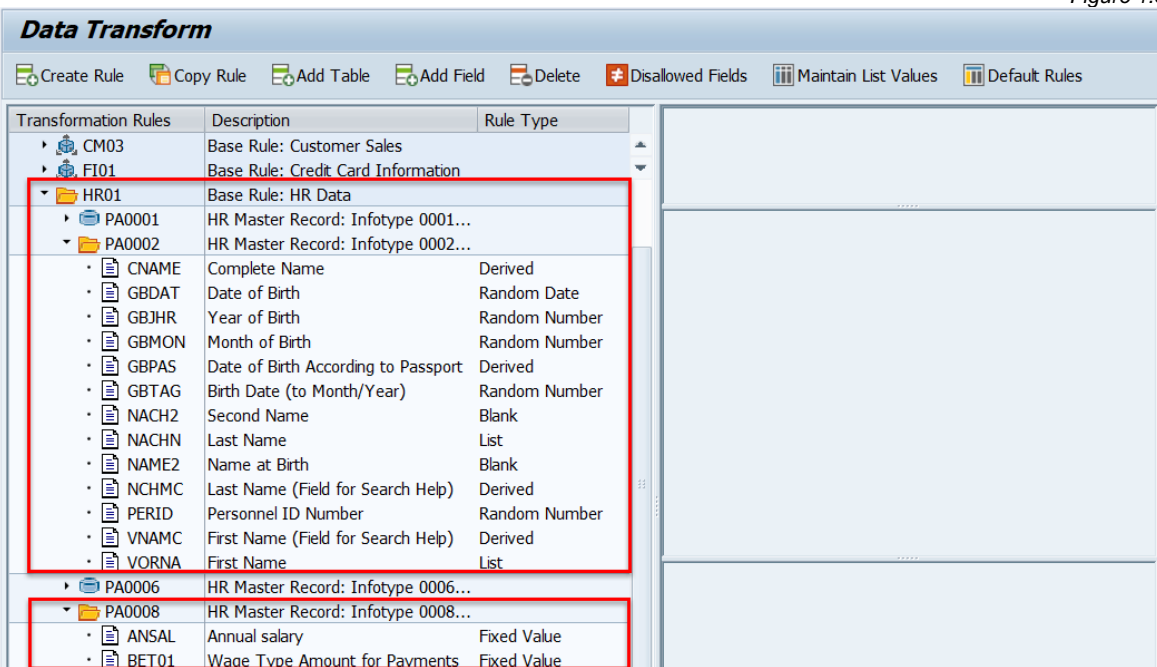 Data Transform
Create Rule Copy Rule Add Table Add Field Delete Disallowed Fields Maintain List Values Default Rules
Transformation Rules Description Rule Type
CM03 Base Rule: Customer Sales
FI01 Base Rule: Credit Card Information
HR01 Base Rule: HR Data
PA0001 HR Master Record: Infotype 0001...
PA0002 HR Master Record: Infotype 0002...
CNAME Complete Name Derived
GBDAT Date of Birth Random Date
GBJHR Year of Birth Random Number
GBMON Month of Birth Random Number
GBPAS Date of Birth According to Passport Derived
GBTAG Birth Date (to Month/Year) Random Number
NACH2 Second Name Blank
NACHN Last Name List
NAME2 Name at Birth Blank
NCHMC Last Name (Field for Search Help) Derived
PERID Personnel ID Number Random Number
VNAMC First Name (Field for Search Help) Derived
VORNA First Name List
PA0006 HR Master Record: Infotype 0006...
PA0008 HR Master Record: Infotype 0008...
ANSAL Annual salary Fixed Value
BET01 Wage Type Amount for Payments Fixed Value